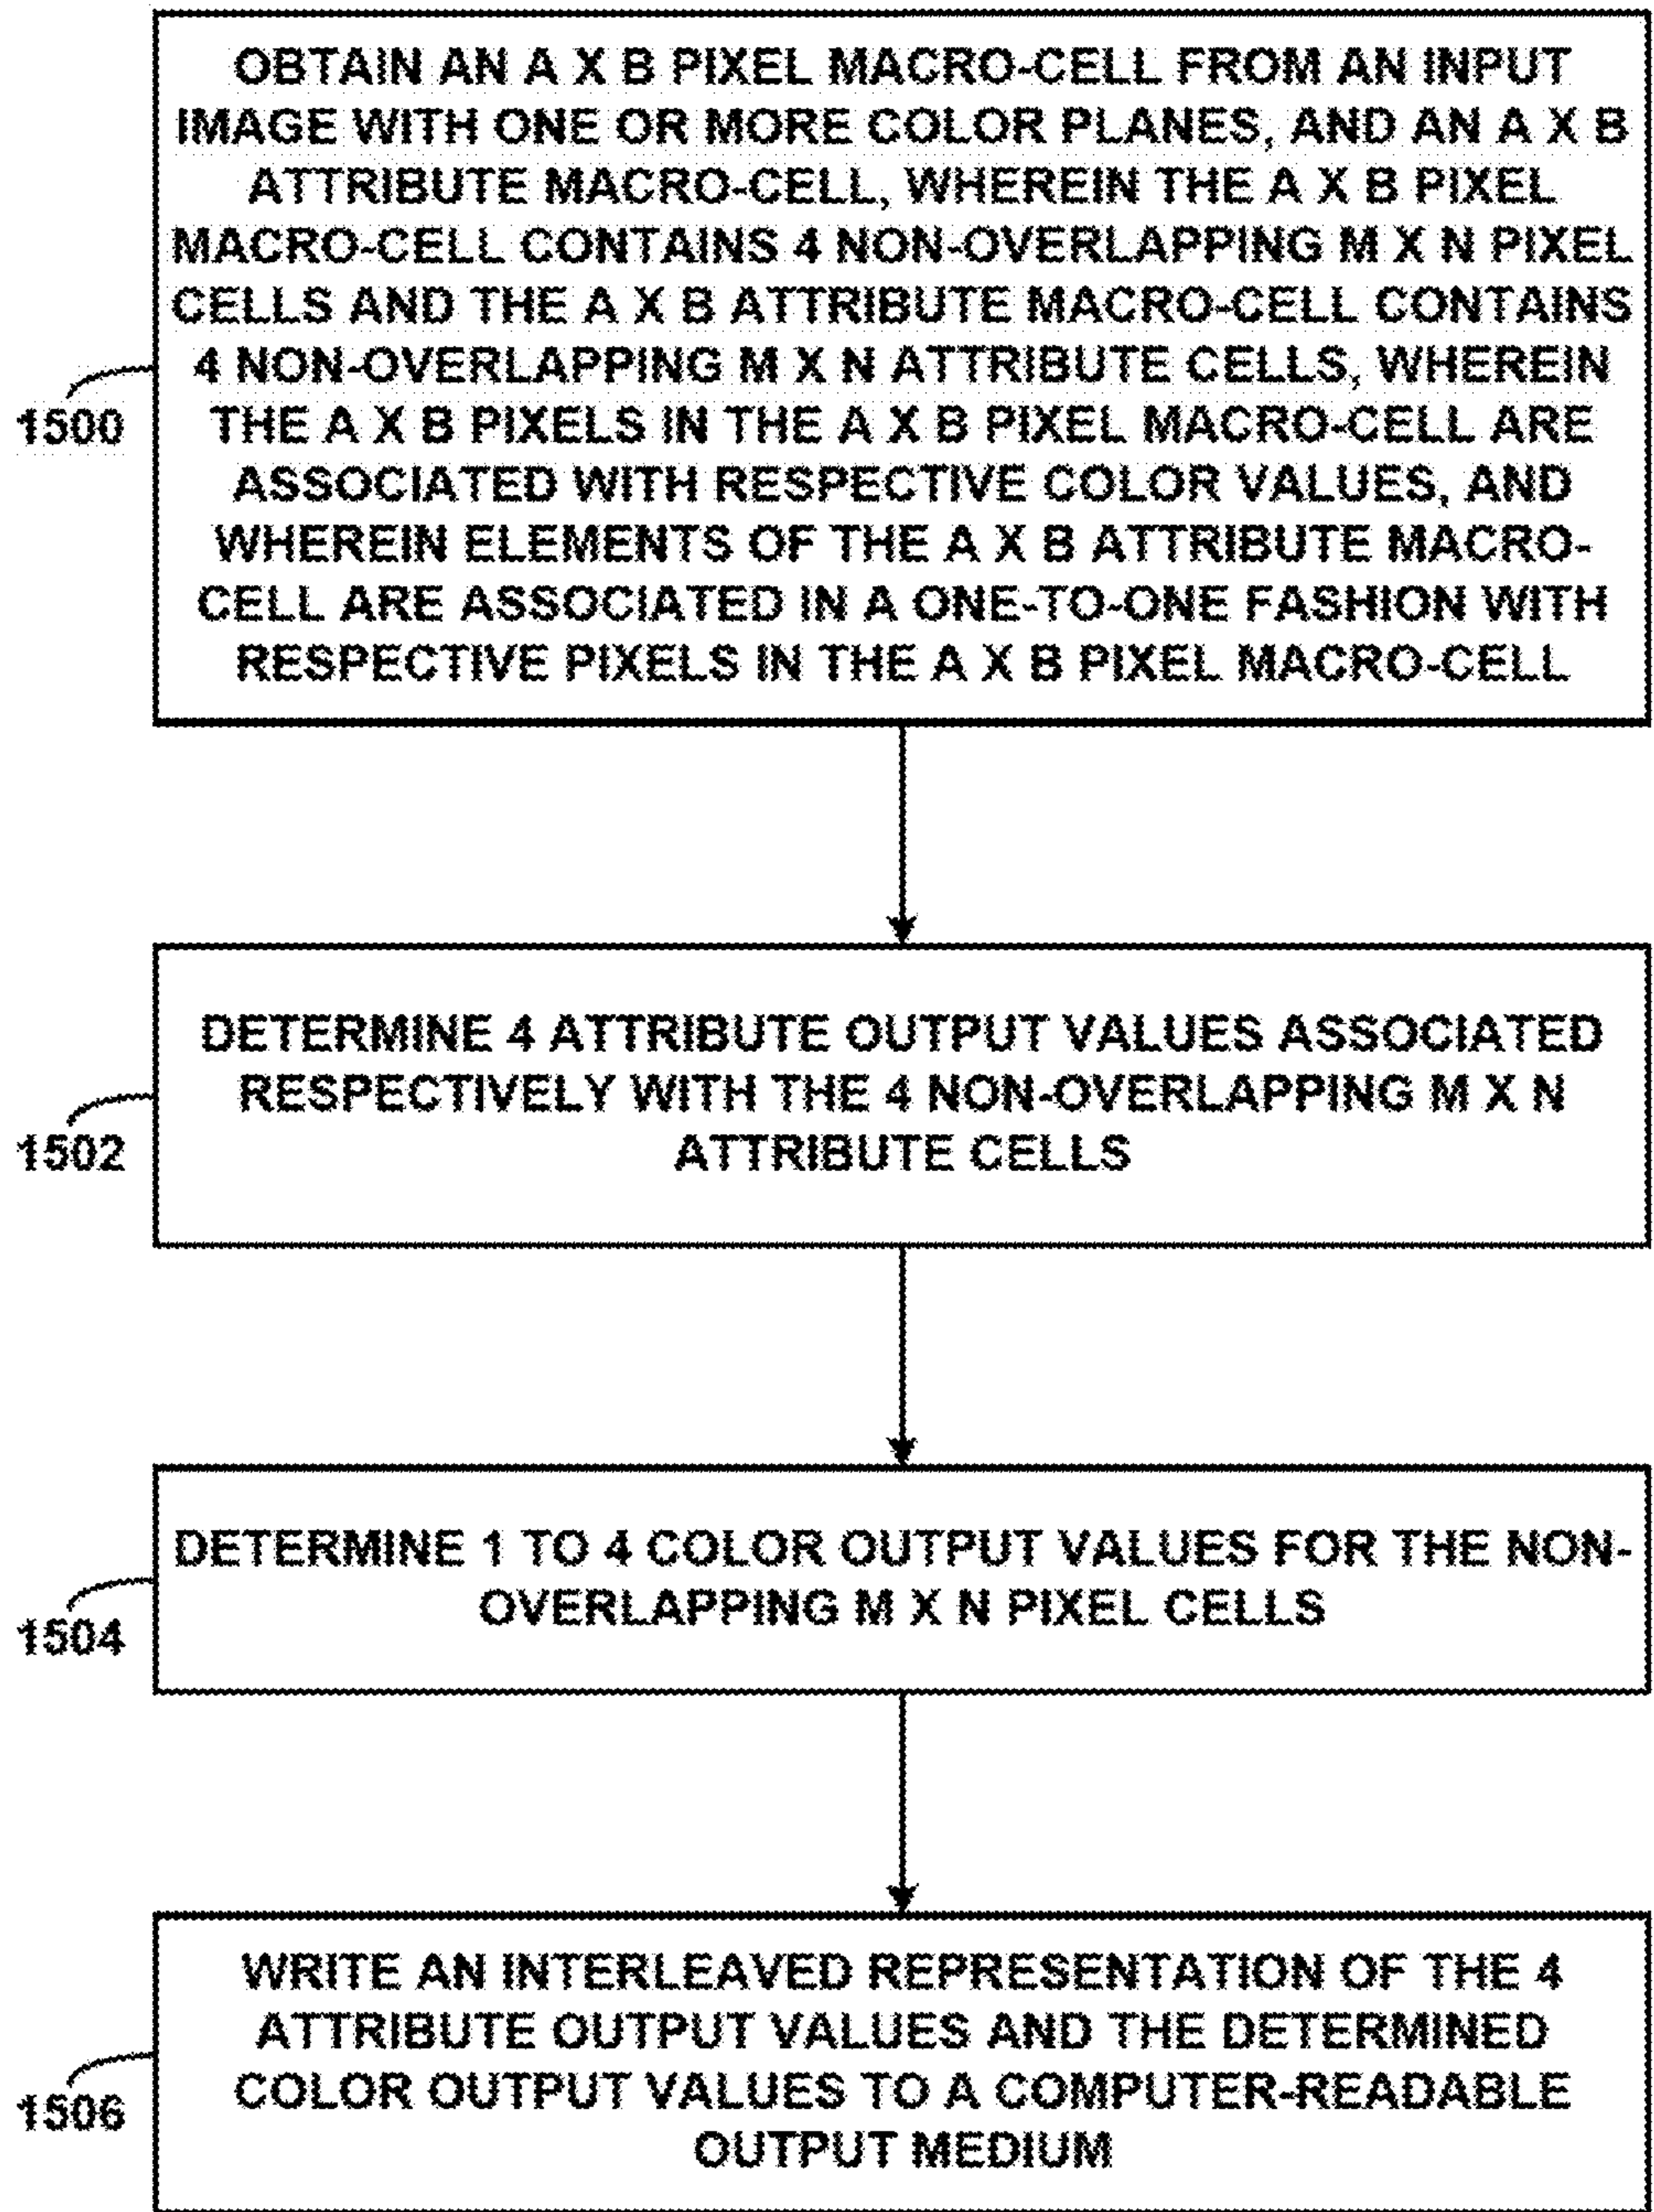 OBTAIN AN A X B PIXEL MACRO-CELL FROM AN INPUT
IMAGE WITH ONE OR MORE COLOR PLANES, AND AN A X B
ATTRIBUTE MACRO-CELL, WHEREIN THE A X B PIXEL
MACRO-CELL CONTAINS 4 NON-OVERLAPPING M X N PIXEL
CELLS AND THE A X B ATTRIBUTE MACRO-CELL CONTAINS
4 NON-OVERLAPPING M X N ATTRIBUTE CELLS, WHEREIN
THE A X B PIXELS IN THE A X B PIXEL MACRO-CELL ARE
ASSOCIATED WITH RESPECTIVE COLOR VALUES, AND
WHEREIN ELEMENTS OF THE A X B ATTRIBUTE MACRO-
CELL ARE ASSOCIATED IN A ONE-TO-ONE FASHION WITH
RESPECTIVE PIXELS IN THE A X B PIXEL MACRO-CELL
1500
DETERMINE 4 ATTRIBUTE OUTPUT VALUES ASSOCIATED
RESPECTIVELY WITH THE 4 NON-OVERLAPPING M X N
ATTRIBUTE CELLS
1502
DETERMINE 1 TO 4 COLOR OUTPUT VALUES FOR THE NON-
OVERLAPPING M X N PIXEL CELLS
1504
WRITE AN INTERLEAVED REPRESENTATION OF THE 4
ATTRIBUTE OUTPUT VALUES AND THE DETERMINED
COLOR OUTPUT VALUES TO A COMPUTER-READABLE
OUTPUT MEDIUM
1506